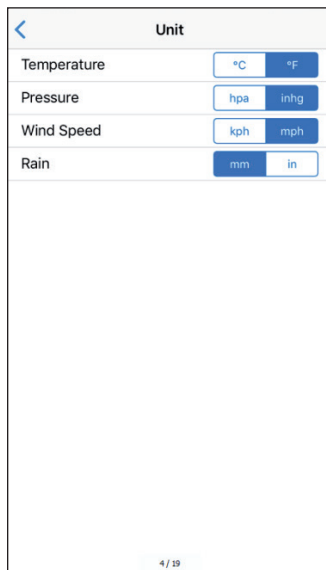 Unit
Temperature °C °F
Pressure hpa inhg
Wind Speed kph mph
Rain mm in
4 / 19